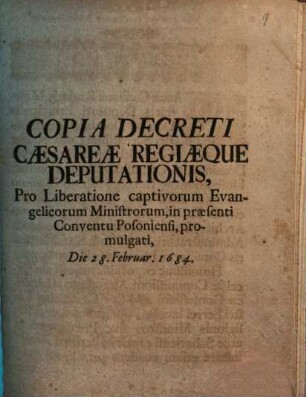 COPIA DECRETI
CÆSAREÆ REGIÆQUE
DEPUTATIONIS,
Pro Liberatione captivorum Evan-
gelicorum Miniſtrorum, in præſenti
Conventu Poſonienſi, pro-
mulgati,
Die 28. Februar. 1684.